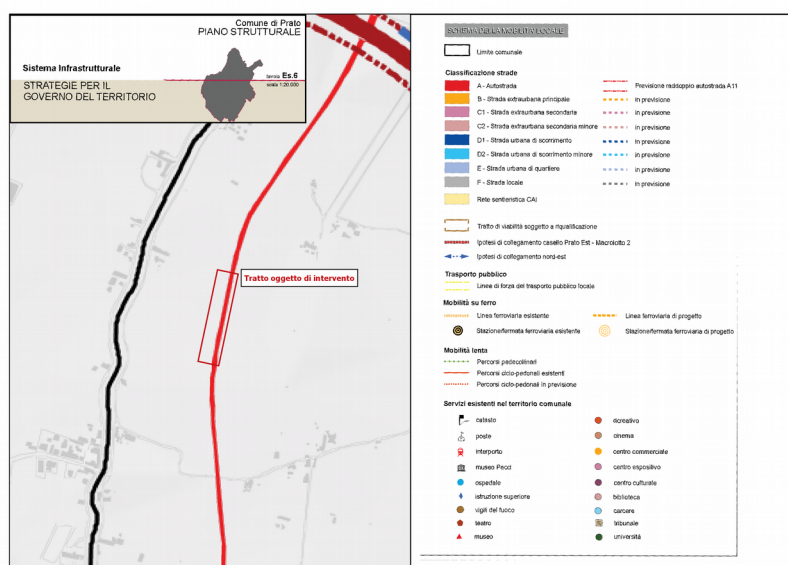 Comune di Prato
PIANO STRUTTURALE
Sistema Infrastrutturale
tavola Es.6
scala 1:20.000
STRATEGIE PER IL
GOVERNO DEL TERRITORIO
Tratto oggetto di intervento
SCHEMA DELLA MOBILITA' LOCALE
Limite comunale
Classificazione strade
A - Autostrada
Previsione raddoppio autostrada A11
B - Strada extraurbana principale
in previsione
C1 - Strada extraurbana secondaria
in previsione
C2 - Strada extraurbana secondaria minore
in previsione
D1 - Strada urbana di scorrimento
in previsione
D2 - Strada urbana di scorrimento minore
in previsione
E - Strada urbana di quartiere
in previsione
F - Strada locale
in previsione
Rete sentieristica CAI
Tratto di viabilità soggetto a riqualificazione
Ipotesi di collegamento casello Prato Est - Macrolotto 2
Ipotesi di collegamento nord-est
Trasporto pubblico
Linee di forza del trasporto pubblico locale
Mobilità su ferro
Linea ferroviaria esistente
Linea ferroviaria di progetto
Stazione/fermata ferroviaria esistente
Stazione/fermata ferroviaria di progetto
Mobilità lenta
Percorsi pedecollinari
Percorsi ciclo-pedonali esistenti
Percorsi ciclo-pedonali in previsione
Servizi esistenti nel territorio comunale
catasto
ricreativo
poste
cinema
interporto
centro commerciale
museo Pecci
centro espositivo
ospedale
centro culturale
istruzione superiore
biblioteca
vigili del fuoco
carcere
teatro
tribunale
museo
università